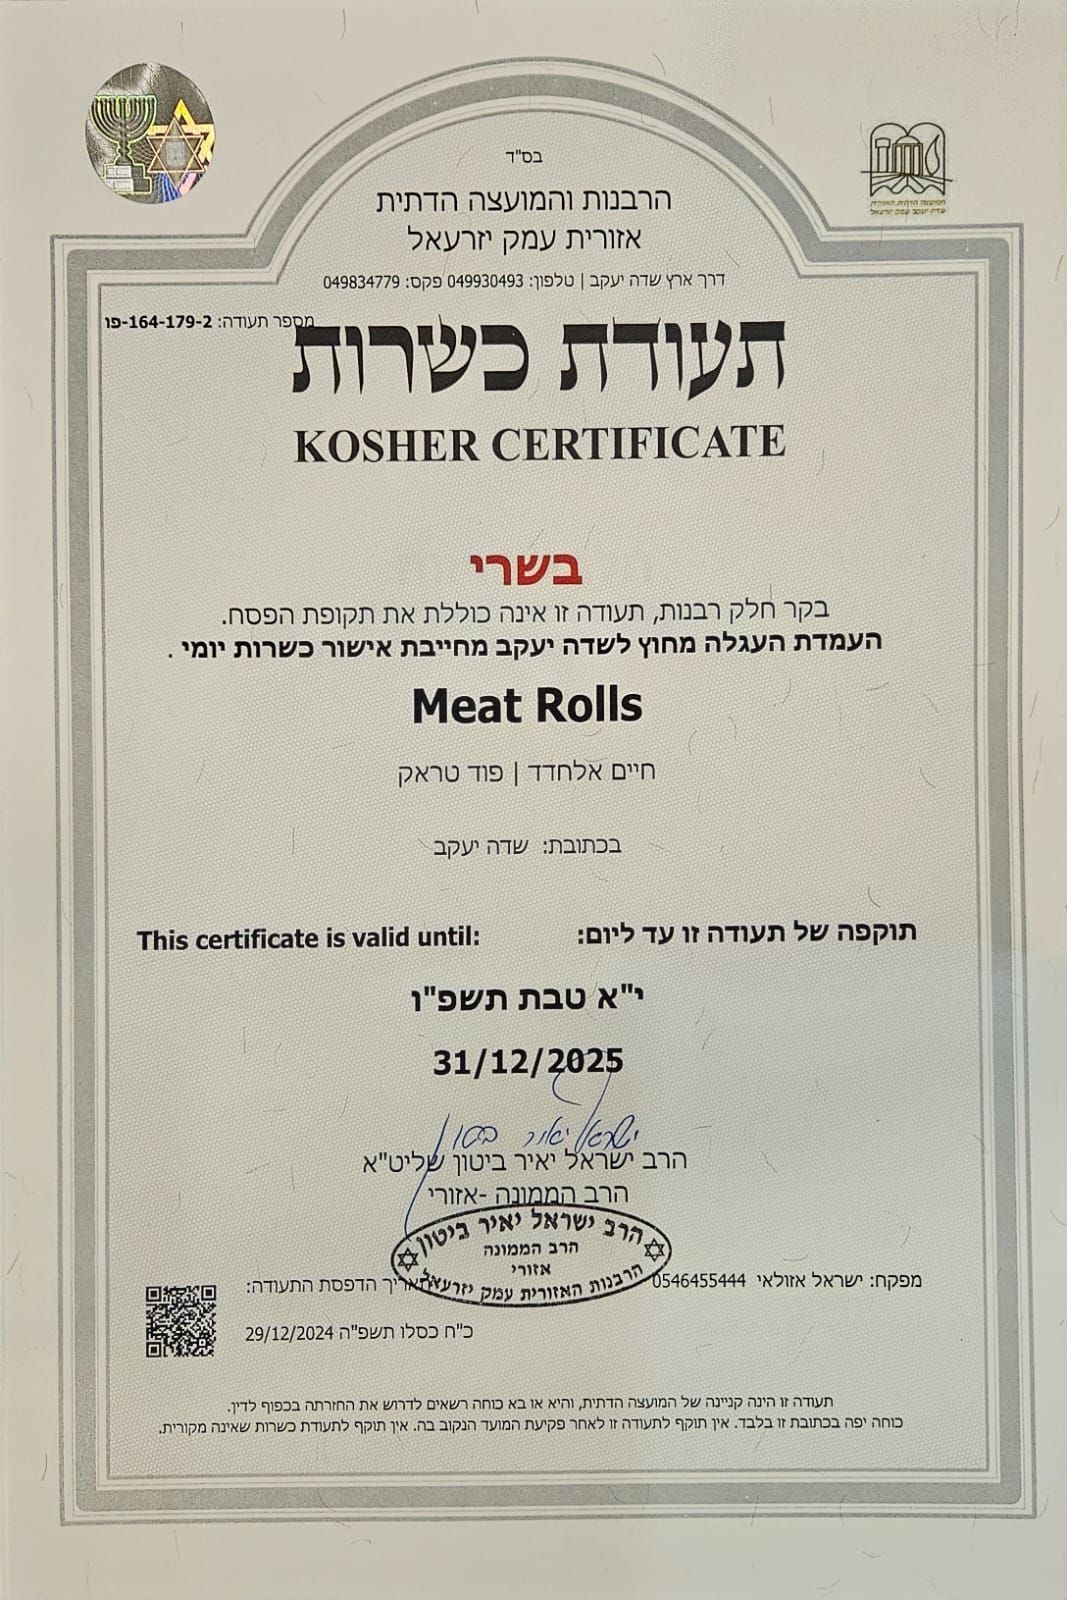 בס"ד
הרבנות והמועצה הדתית
אזורית עמק יזרעאל
דרך ארץ שדה יעקב | טלפון: 049930493 פקס: 049834779
מספר תעודה: פו-164-179-2
תעודת כשרות
KOSHER CERTIFICATE
בשרי
בקר חלק רבנות, תעודה זו אינה כוללת את תקופת הפסח.
העמדת העגלה מחוץ לשדה יעקב מחייבת אישור כשרות יומי .
Meat Rolls
חיים אלחדד | פוד טראק
בכתובת: שדה יעקב
תוקפה של תעודה זו עד ליום:
This certificate is valid until:
י"א טבת תשפ"ו
31/12/2025
ישראל יאיר ביטון
הרב ישראל יאיר ביטון שליט"א
הרב הממונה -אזורי
הרב ישראל יאיר ביטון
הרב הממונה
אזורי
הרבנות האזורית עמק יזרעאל
מפקח: ישראל אזולאי 0546455444
תאריך הדפסת התעודה:
כ"ח כסלו תשפ"ה 29/12/2024
תעודה זו הינה קניינה של המועצה הדתית, והיא או בא כוחה רשאים לדרוש את החזרתה בכפוף לדין.
כוחה יפה בכתובת זו בלבד. אין תוקף לתעודה זו לאחר פקיעת המועד הנקוב בה. אין תוקף לתעודת כשרות שאינה מקורית.